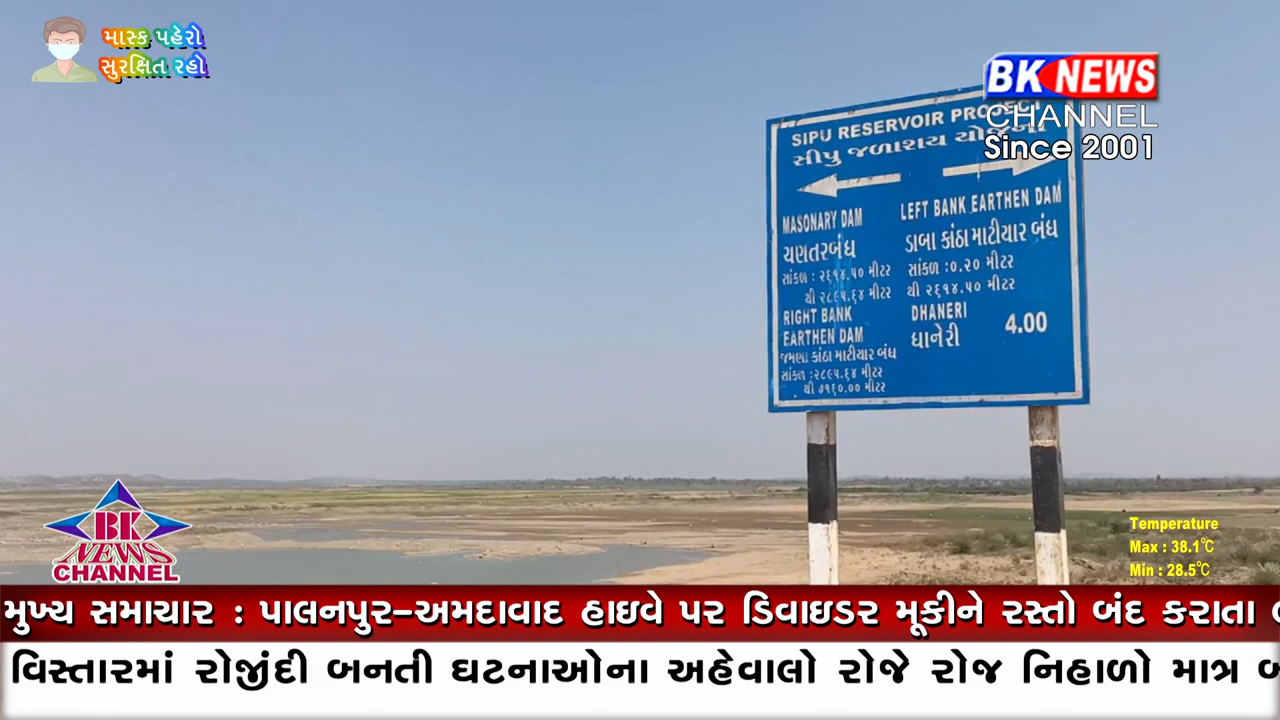 માસ્ક પહેરો
સુરક્ષિત રહો
BK NEWS
CHANNEL
Since 2001
SIPU RESERVOIR PROJECT
સીપુ જળાશય યોજના
MASONARY DAM
ચણતરબંધ
સાંકળ : ૨૬૧૪.૫૦ મીટર
થી ૨૮૯૫.૬૪ મીટર
RIGHT BANK
EARTHEN DAM
જમણા કાંઠા માટીયાર બંધ
સાંકળ : ૨૮૯૫.૬૪ મીટર
થી ૭૧૬૦.૦૦ મીટર
LEFT BANK EARTHEN DAM
ડાબા કાંઠા માટીયાર બંધ
સાંકળ : ૦.૨૦ મીટર
થી ૨૬૧૪.૫૦ મીટર
DHANERI
ધાનેરી 4.00
BK
NEWS
CHANNEL
Temperature
Max : 38.1℃
Min : 28.5℃
મુખ્ય સમાચાર : પાલનપુર-અમદાવાદ હાઇવે પર ડિવાઇડર મૂકીને રસ્તો બંદ કરાતા
વિસ્તારમાં રોજીંદી બનતી ઘટનાઓના અહેવાલો રોજે રોજ નિહાળો માત્ર